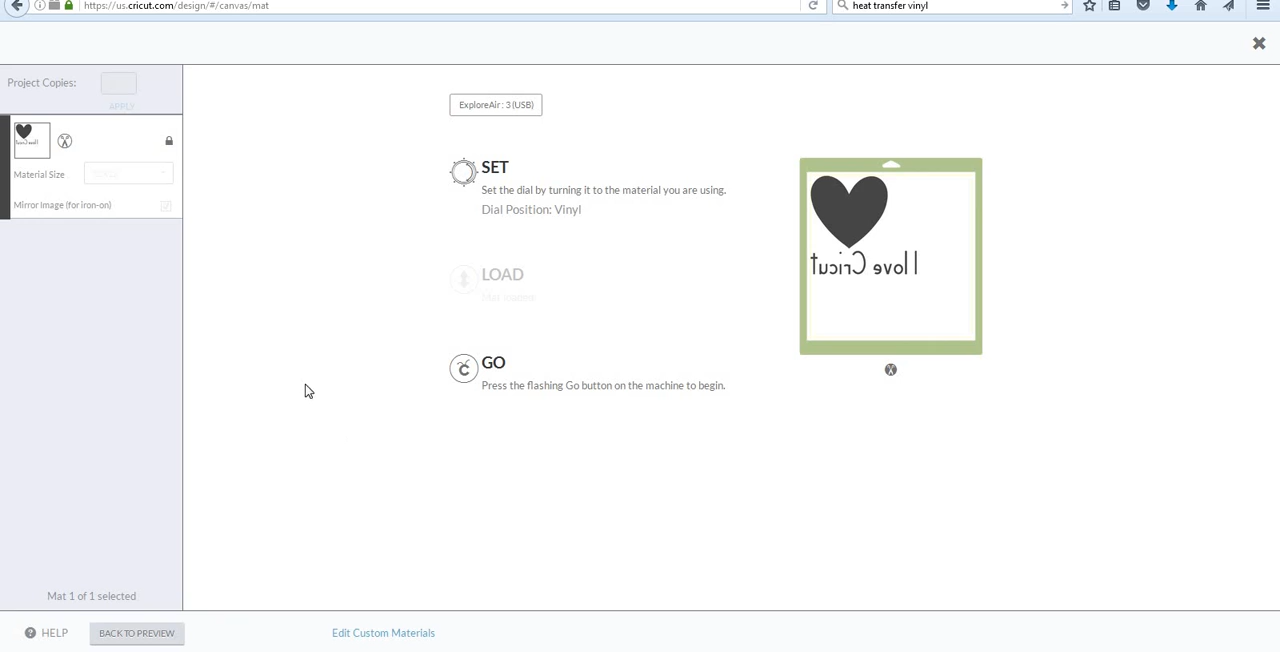 https://us.cricut.com/design/#/canvas/mat
heat transfer vinyl
Project Copies:
APPLY
I love Cricut
Material Size
Mirror Image (for iron-on)
ExploreAir : 3 (USB)
SET
Set the dial by turning it to the material you are using.
Dial Position: Vinyl
LOAD
GO
Press the flashing Go button on the machine to begin.
I love Cricut
Mat 1 of 1 selected
HELP
BACK TO PREVIEW
Edit Custom Materials